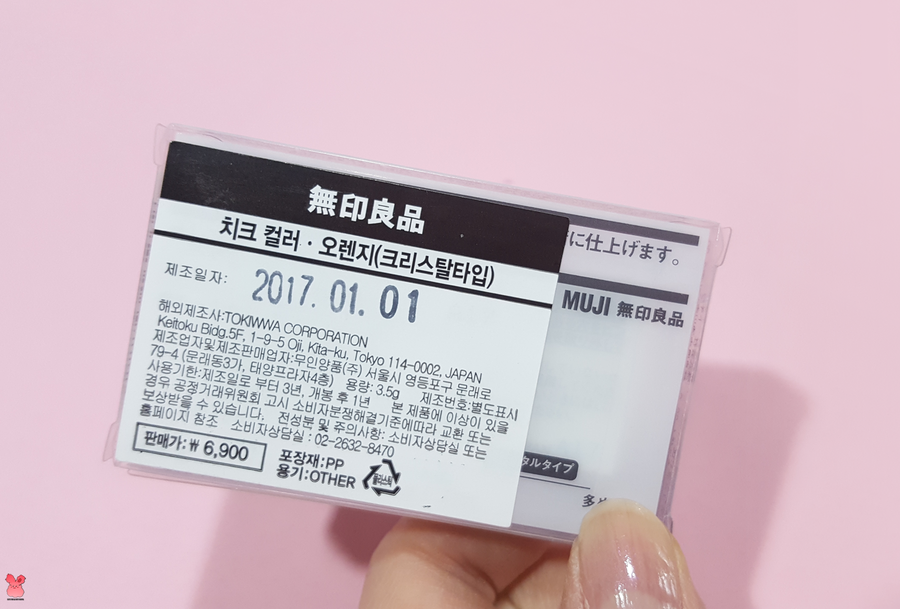 無印良品
치크 컬러 · 오렌지(크리스탈타입)
제조일자: 2017. 01. 01
해외제조사:TOKIWWA CORPORATION
Keitoku Bidg.5F, 1-9-5 Oji, Kita-ku, Tokyo 114-0002, JAPAN
제조업자및제조판매업자:무인양품(주) 서울시 영등포구 문래로
79-4 (문래동3가, 태양프라자4층) 용량: 3.5g 제조번호:별도표시
사용기한:제조일로 부터 3년, 개봉 후 1년 본 제품에 이상이 있을
경우 공정거래위원회 고시 소비자분쟁해결기준에따라 교환 또는
보상받을 수 있습니다. 전성분 및 주의사항: 소비자상담실 또는
홈페이지 참조 소비자상담실 : 02-2632-8470
판매가:₩ 6,900
포장재:PP
용기:OTHER
플라스틱
に仕上げます。
MUJI 無印良品
タルタイプ
多